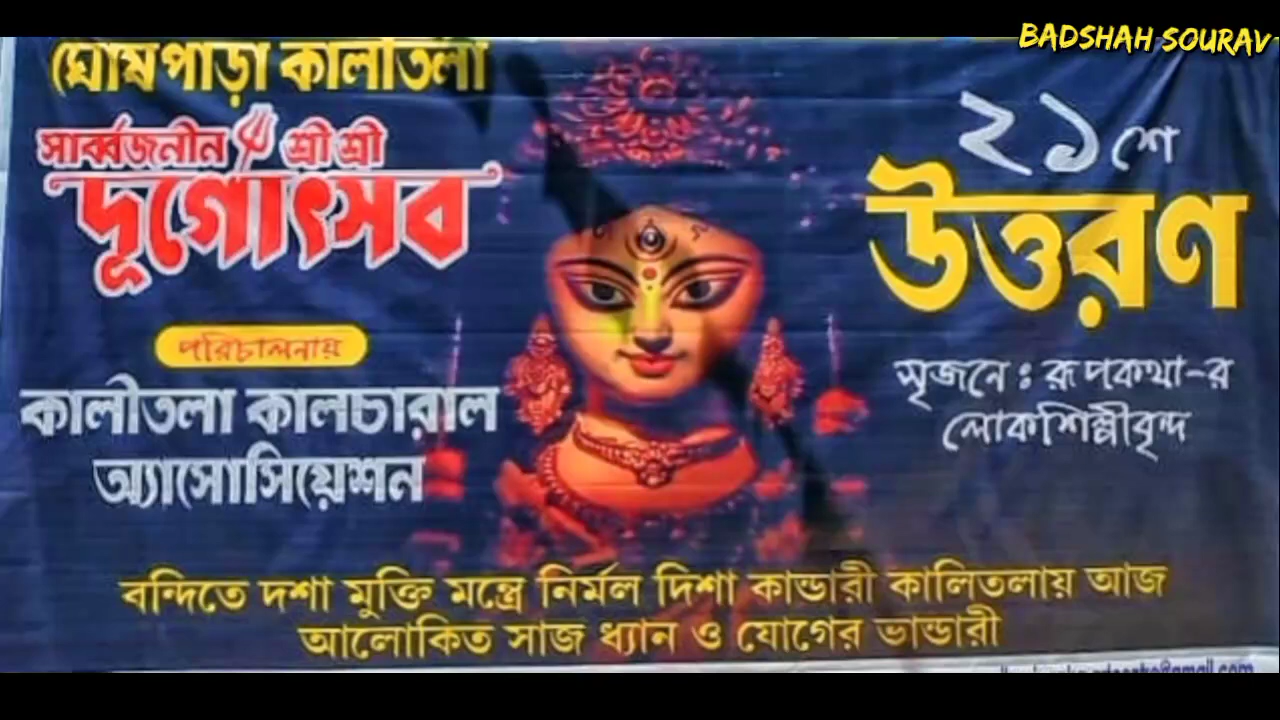 BADSHAH SOURAV
ঘোষপাড়া কালীতলা
সার্ব্বজনীন শ্রী শ্রী
দূর্গোৎসব
পরিচালনায়
কালীতলা কালচারাল
অ্যাসোসিয়েশন
২১ শে
উত্তরণ
সৃজনে : রূপকথা-র
লোকশিল্পীবৃন্দ
বন্দিতে দশা মুক্তি মন্ত্রে নির্মল দিশা কান্ডারী কালিতলায় আজ
আলোকিত সাজ ধ্যান ও যোগের ভান্ডারী